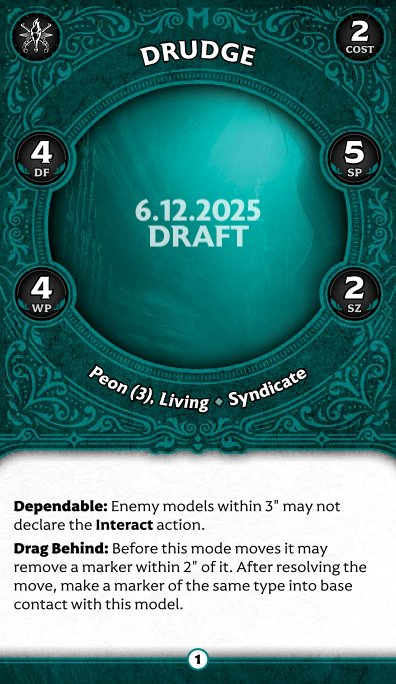 2
COST
DRUDGE
4
DF
5
SP
6.12.2025
DRAFT
4
WP
2
SZ
Peon (3), Living ◆ Syndicate
Dependable: Enemy models within 3" may not
declare the Interact action.
Drag Behind: Before this mode moves it may
remove a marker within 2" of it. After resolving the
move, make a marker of the same type into base
contact with this model.
1